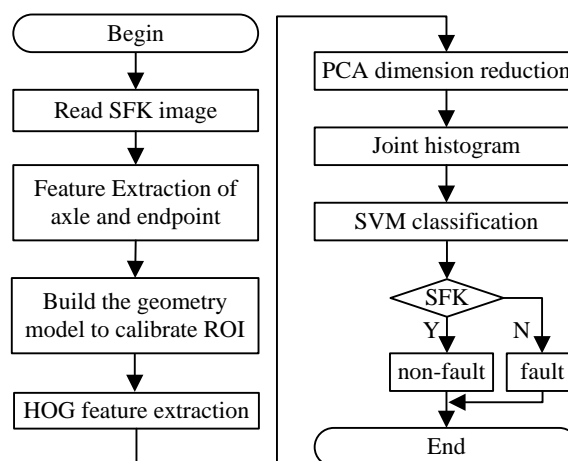 Begin
Read SFK image
Feature Extraction of
axle and endpoint
Build the geometry
model to calibrate ROI
HOG feature extraction
PCA dimension reduction
Joint histogram
SVM classification
SFK
Y
N
non-fault
fault
End